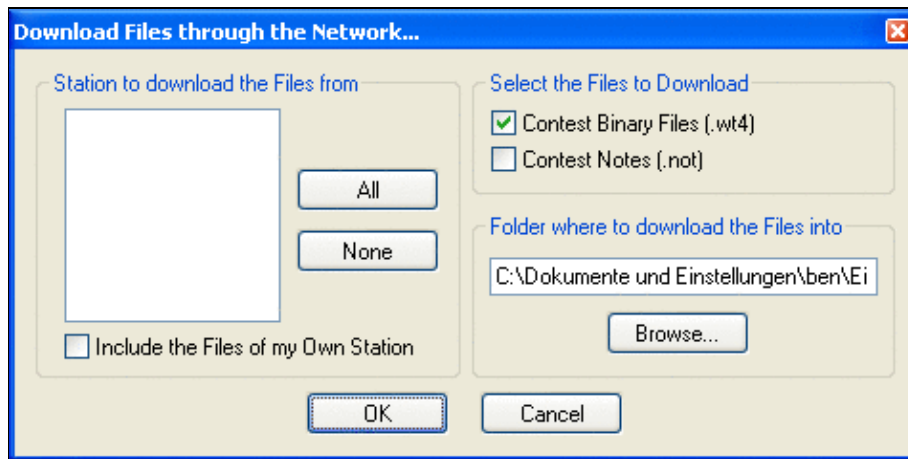 Download Files through the Network...
Station to download the Files from
All
None
Include the Files of my Own Station
Select the Files to Download
Contest Binary Files (.wt4)
Contest Notes (.not)
Folder where to download the Files into
C:\Dokumente und Einstellungen\ben\Ei
Browse...
OK
Cancel